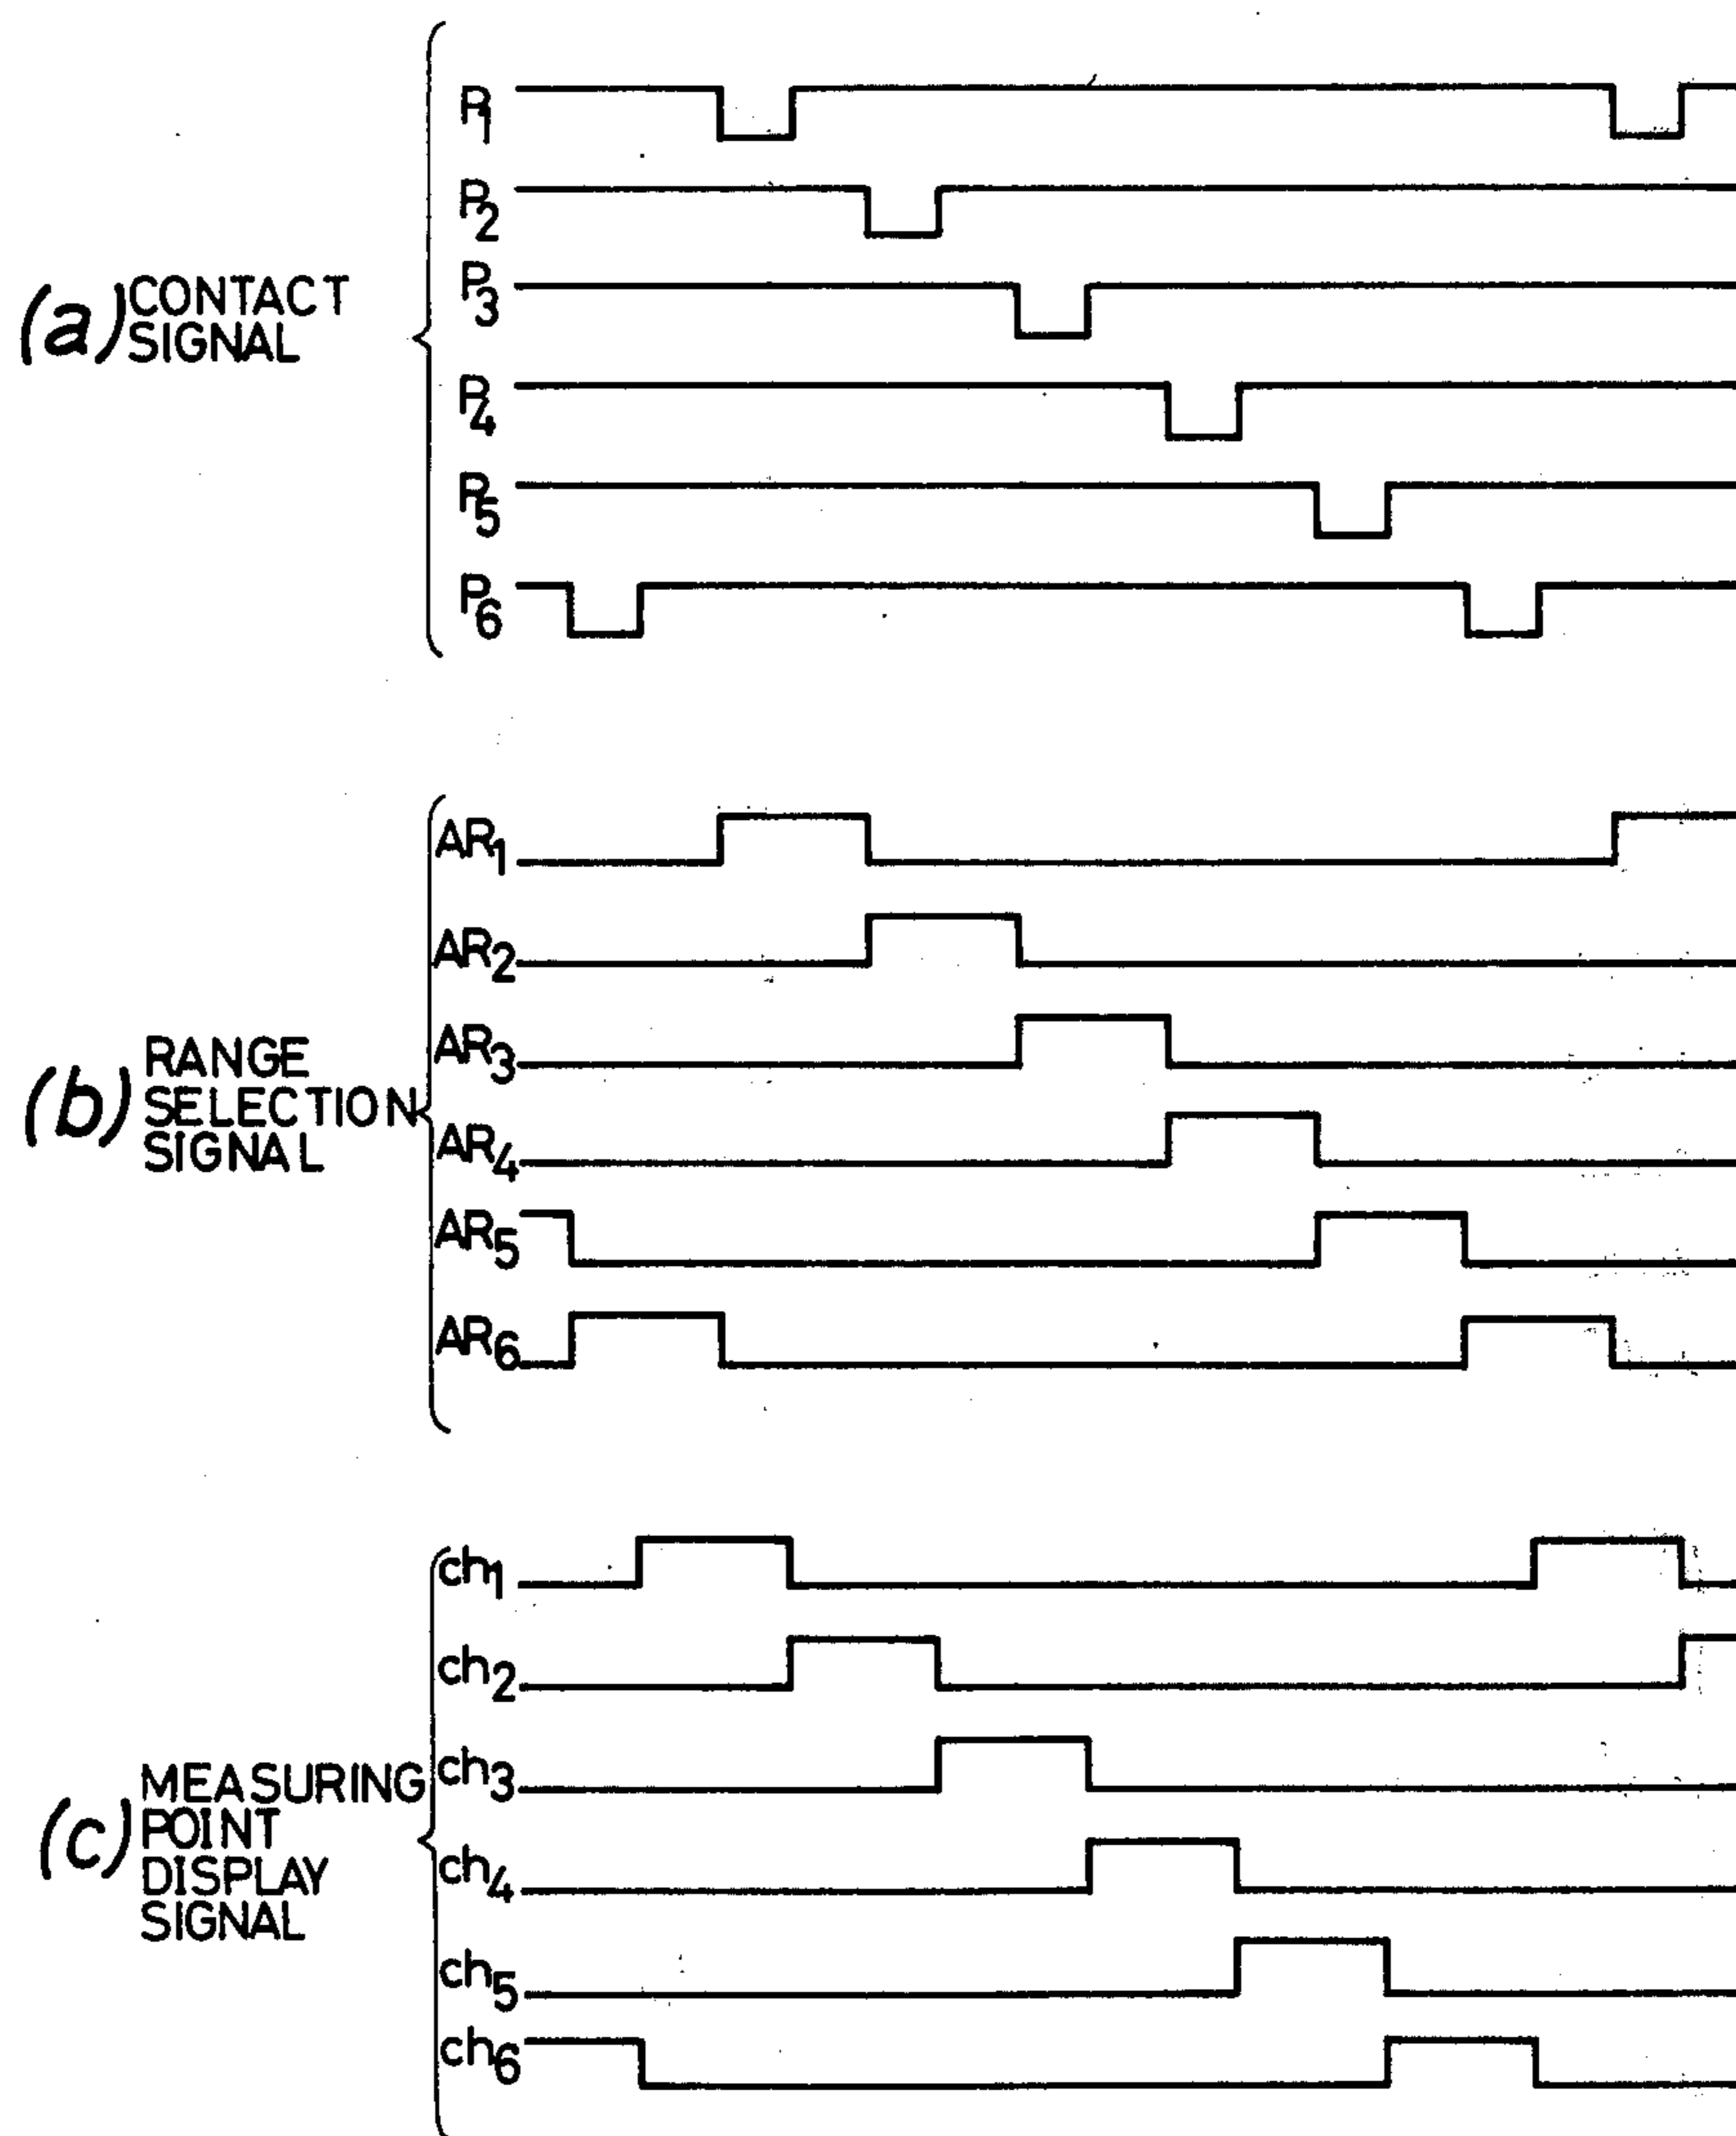 (a) CONTACT
SIGNAL
P1
P2
P3
P4
P5
P6
(b) RANGE
SELECTION
SIGNAL
AR1
AR2
AR3
AR4
AR5
AR6
(c) MEASURING
POINT
DISPLAY
SIGNAL
ch1
ch2
ch3
ch4
ch5
ch6